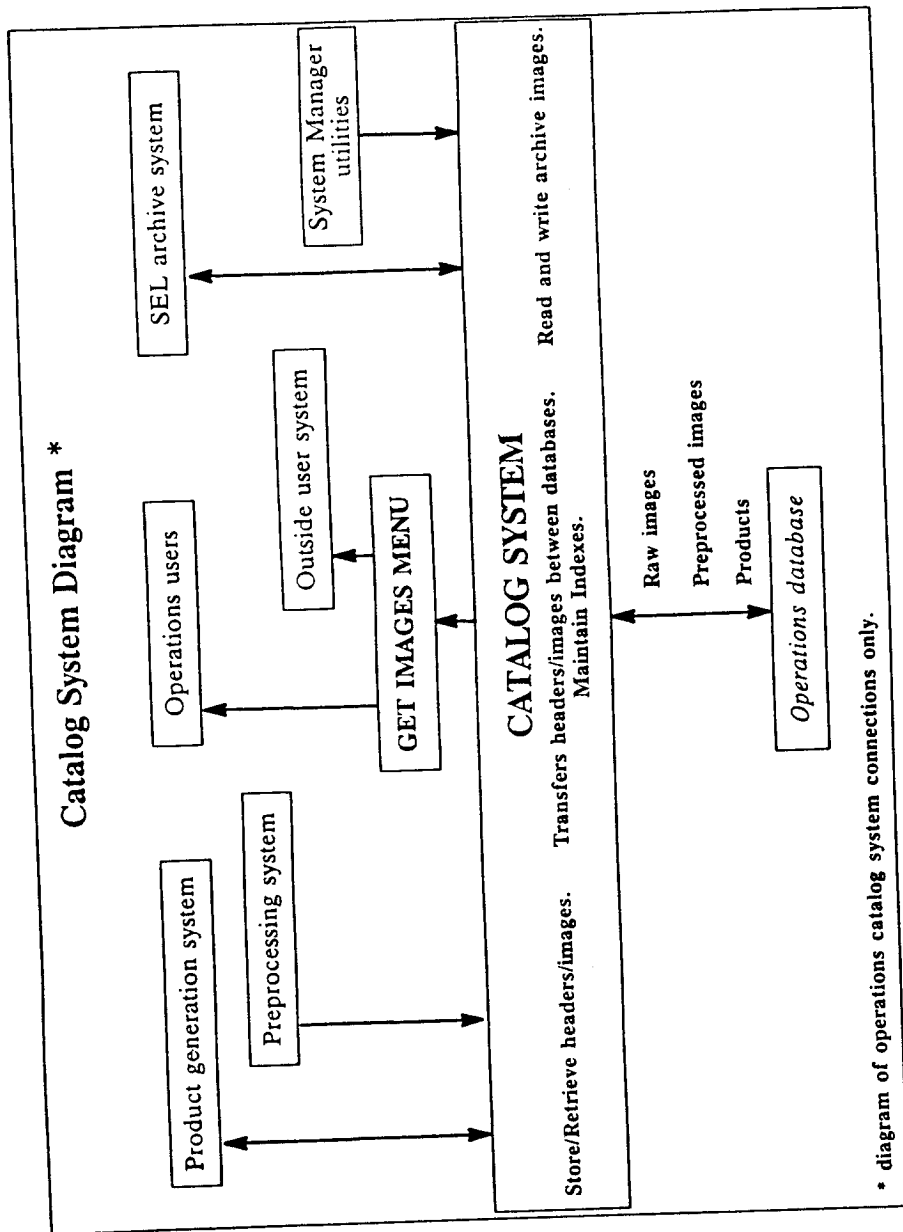 Catalog System Diagram *
Product generation system
Operations users
SEL archive system
Preprocessing system
Outside user system
System Manager
utilities
GET IMAGES MENU
CATALOG SYSTEM
Store/Retrieve headers/images.
Transfers headers/images between databases.
Maintain Indexes.
Read and write archive images.
Raw images
Preprocessed images
Products
Operations database
* diagram of operations catalog system connections only.